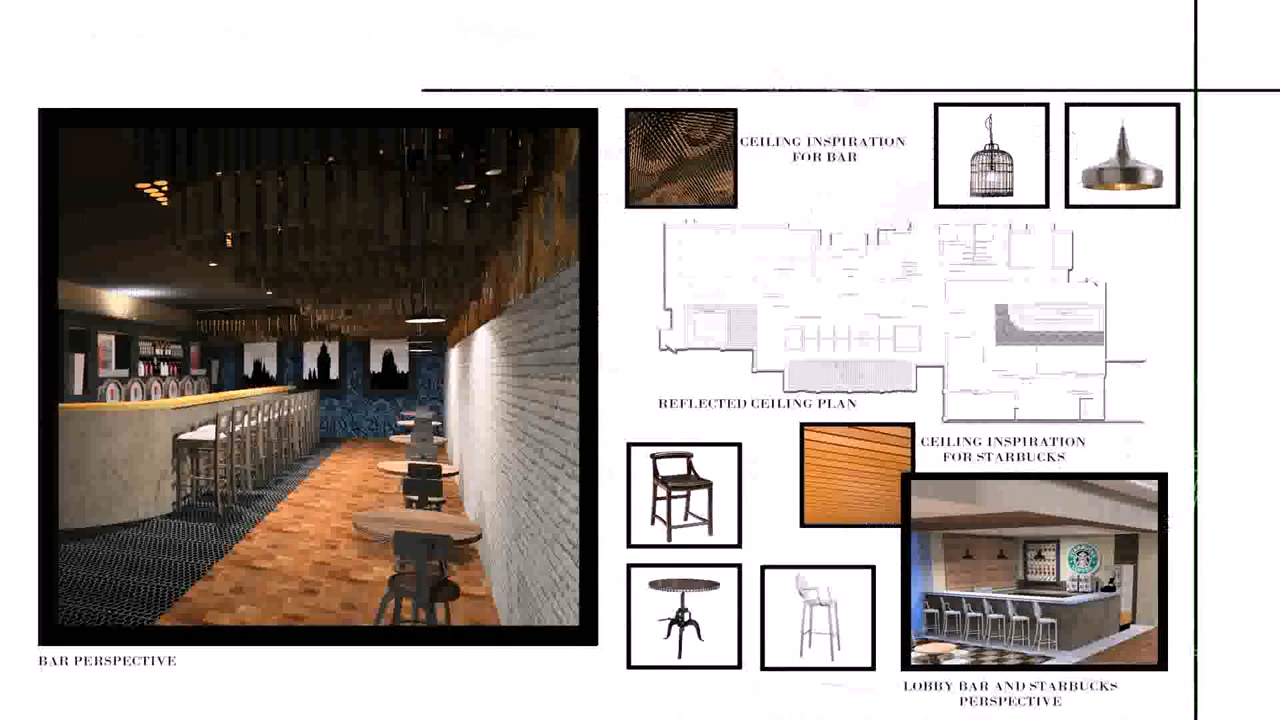 CEILING INSPIRATION
FOR BAR
REFLECTED CEILING PLAN
CEILING INSPIRATION
FOR STARBUCKS
BAR PERSPECTIVE
LOBBY BAR AND STARBUCKS
PERSPECTIVE